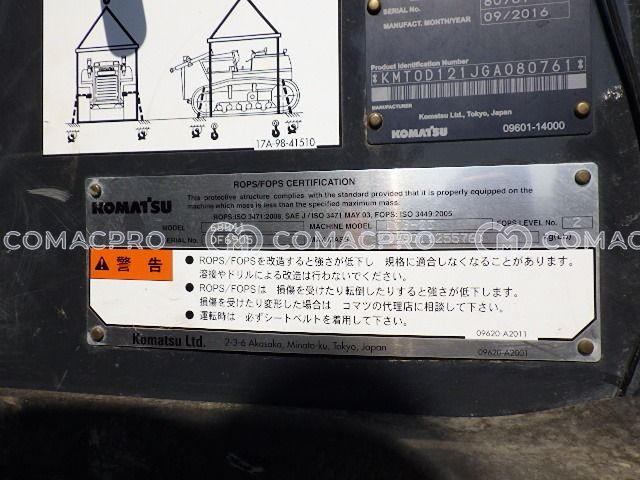 SERIAL NO.
MANUFACT. MONTH/YEAR
09/2016
Product Identification Number
*KMT0D121JGA080761*
MANUFACTURER
Komatsu Ltd., Tokyo, Japan
KOMATSU
09601-14000
17A-98-41510
ROPS/FOPS CERTIFICATION
This protective structure complies with the standard provided that it is properly equipped on the
machine which mass is less than the specified maximum mass.
KOMATSU
ROPS:ISO 3471:2008, SAE J / ISO 3471 MAY 03, FOPS: ISO 3449:2005
MODEL
MACHINE MODEL
FOPS LEVEL No. 2
SERIAL No.
COMACPRO
COMACPRO
COMACPRO
警告
● ROPS/FOPSを改造すると強さが低下し 規格に適合しなくなることがあります。
溶接やドリルによる改造は行わないでください。
● ROPS/FOPSは 損傷を受けたり転倒したりすると強さが低下します。
損傷を受けたり変形した場合は コマツの代理店に相談して下さい。
● 運転時は 必ずシートベルトを着用して下さい。
09620-A2011
Komatsu Ltd. 2-3-6 Akasaka, Minato-ku, Tokyo, Japan
09620-A2001
COMACPRO
COMACPRO
COMACPRO